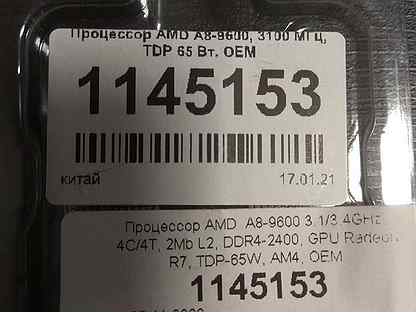 Процессор AMD A8-9600, 3100 МГц,
TDP 65 Вт. OEM
1145153
китай 17.01.21
Процессор AMD A8-9600 3.1/3.4GHz
4C/4T, 2Mb L2, DDR4-2400, GPU Radeon
R7, TDP-65W, AM4, OEM
1145153